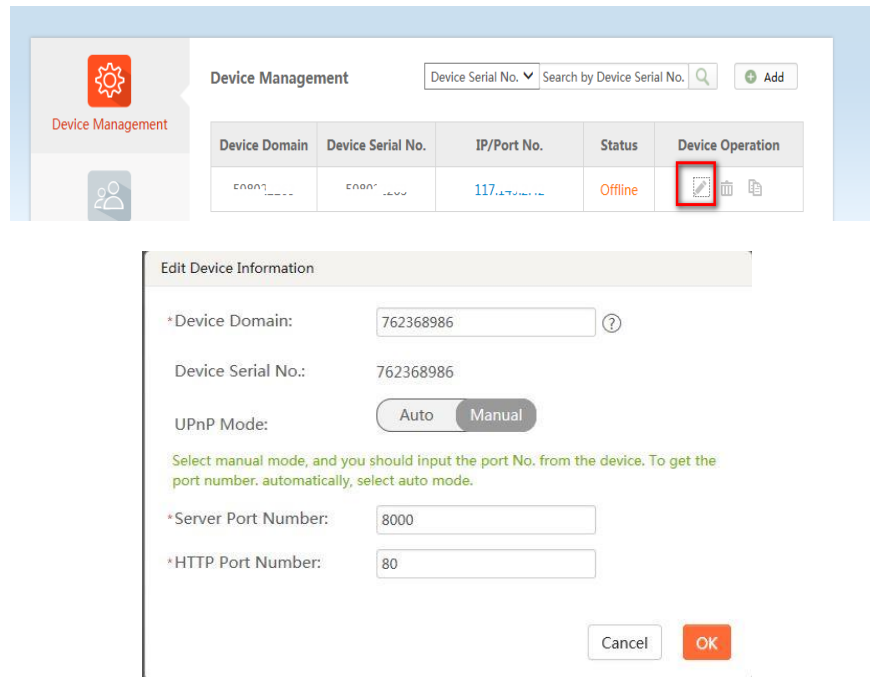 Device Management
Device Serial No. Search by Device Serial No. Add
Device Management
Device Domain Device Serial No. IP/Port No. Status Device Operation
Offline
Edit Device Information
*Device Domain: 762368986 ?
Device Serial No.: 762368986
UPnP Mode: Auto Manual
Select manual mode, and you should input the port No. from the device. To get the
port number. automatically, select auto mode.
*Server Port Number: 8000
*HTTP Port Number: 80
Cancel OK